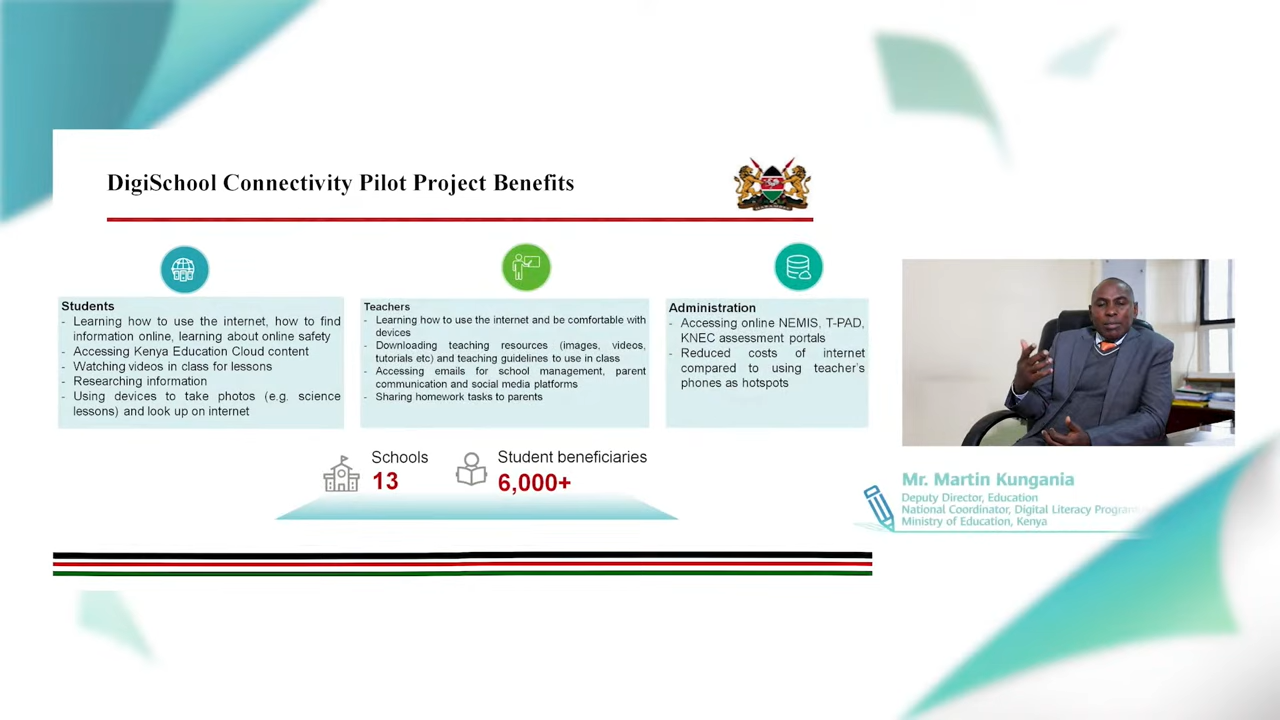 DigiSchool Connectivity Pilot Project Benefits
Students
- Learning how to use the internet, how to find
information online, learning about online safety
- Accessing Kenya Education Cloud content
- Watching videos in class for lessons
- Researching information
- Using devices to take photos (e.g. science
lessons) and look up on internet
Teachers
- Learning how to use the internet and be comfortable with
devices
- Downloading teaching resources (images, videos,
tutorials etc) and teaching guidelines to use in class
- Accessing emails for school management, parent
communication and social media platforms
- Sharing homework tasks to parents
Administration
- Accessing online NEMIS, T-PAD,
KNEC assessment portals
- Reduced costs of internet
compared to using teacher's
phones as hotspots
Schools
13
Student beneficiaries
6,000+
Mr. Martin Kungania
Deputy Director, Education
National Coordinator, Digital Literacy
Ministry of Education, Kenya